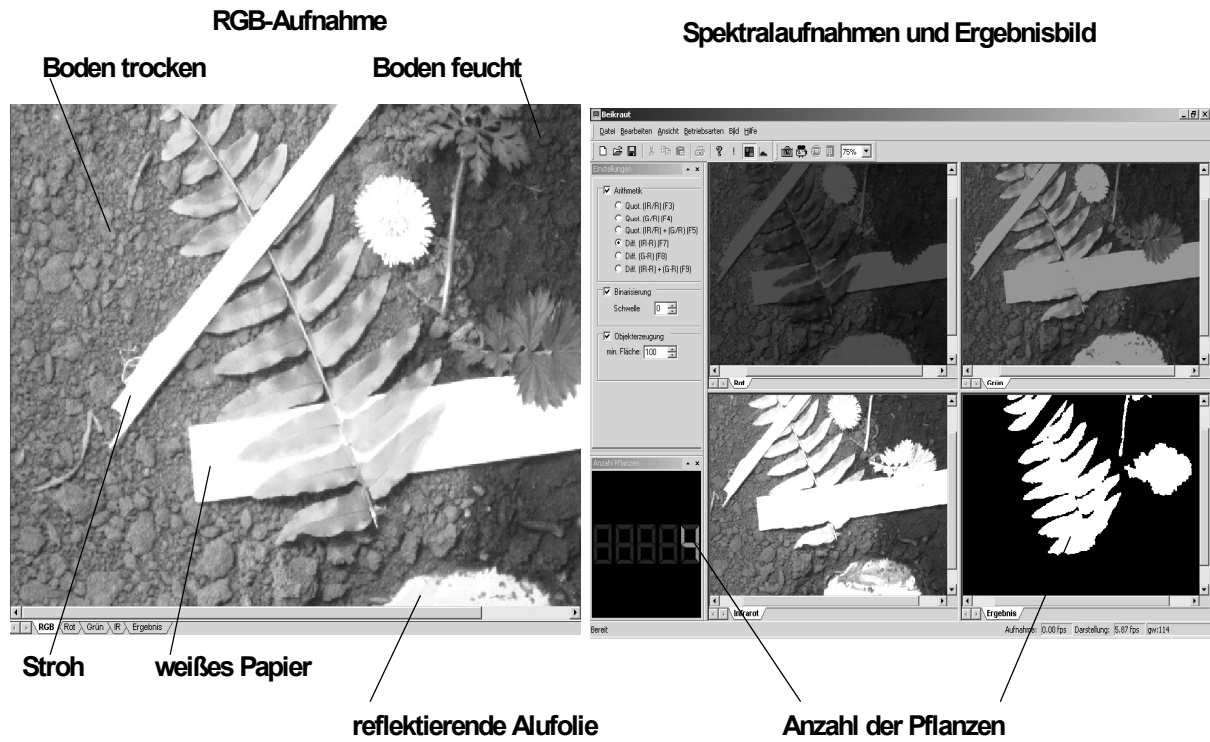 RGB-Aufnahme
Spektralaufnahmen und Ergebnisbild
Boden trocken
Boden feucht
Beikraut
Datei Bearbeiten Ansicht Betriebsarten Bild Hilfe
75%
Einstellungen
Arithmetik
Quot. (IR/R) (F3)
Quot. (G/R) (F4)
Quot. (IR/R) + (G/R) (F5)
Diff. (IR-R) (F7)
Diff. (G-R) (F8)
Diff. (IR-R) + (G-R) (F9)
Binarisierung
Schwelle 0
Objekterzeugung
min. Fläche: 100
Rot
Grün
Anzahl Pflanzen
4
Infrarot
Ergebnis
RGB Rot Grün IR Ergebnis
Bereit
Aufnahme: 0.00 fps Darstellung: 5.87 fps gw:114
Stroh
weißes Papier
reflektierende Alufolie
Anzahl der Pflanzen